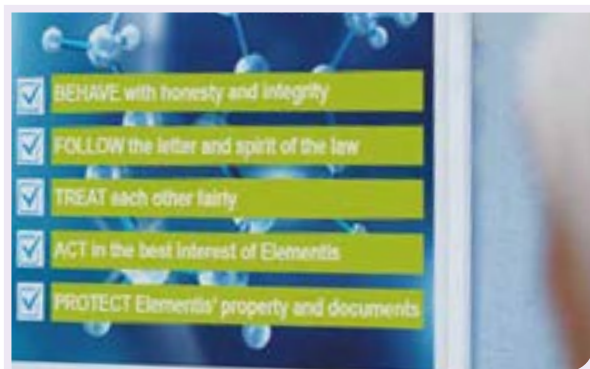 BEHAVE with honesty and integrity
FOLLOW the letter and spirit of the law
TREAT each other fairly
ACT in the best interest of Elementis
PROTECT Elementis' property and documents